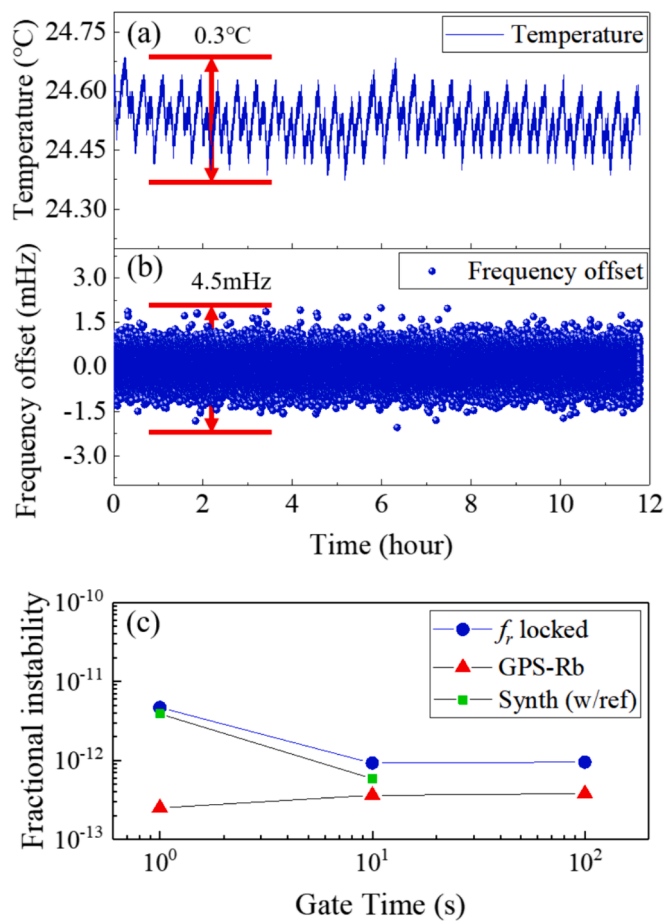 (a)
0.3℃
Temperature
Temperature (℃)
24.75
24.60
24.45
24.30
(b)
4.5mHz
Frequency offset
Frequency offset (mHz)
3.0
1.5
0.0
-1.5
-3.0
0 2 4 6 8 10 12
Time (hour)
(c)
fr locked
GPS-Rb
Synth (w/ref)
Fractional instability
10-10
10-11
10-12
10-13
100 101 102
Gate Time (s)